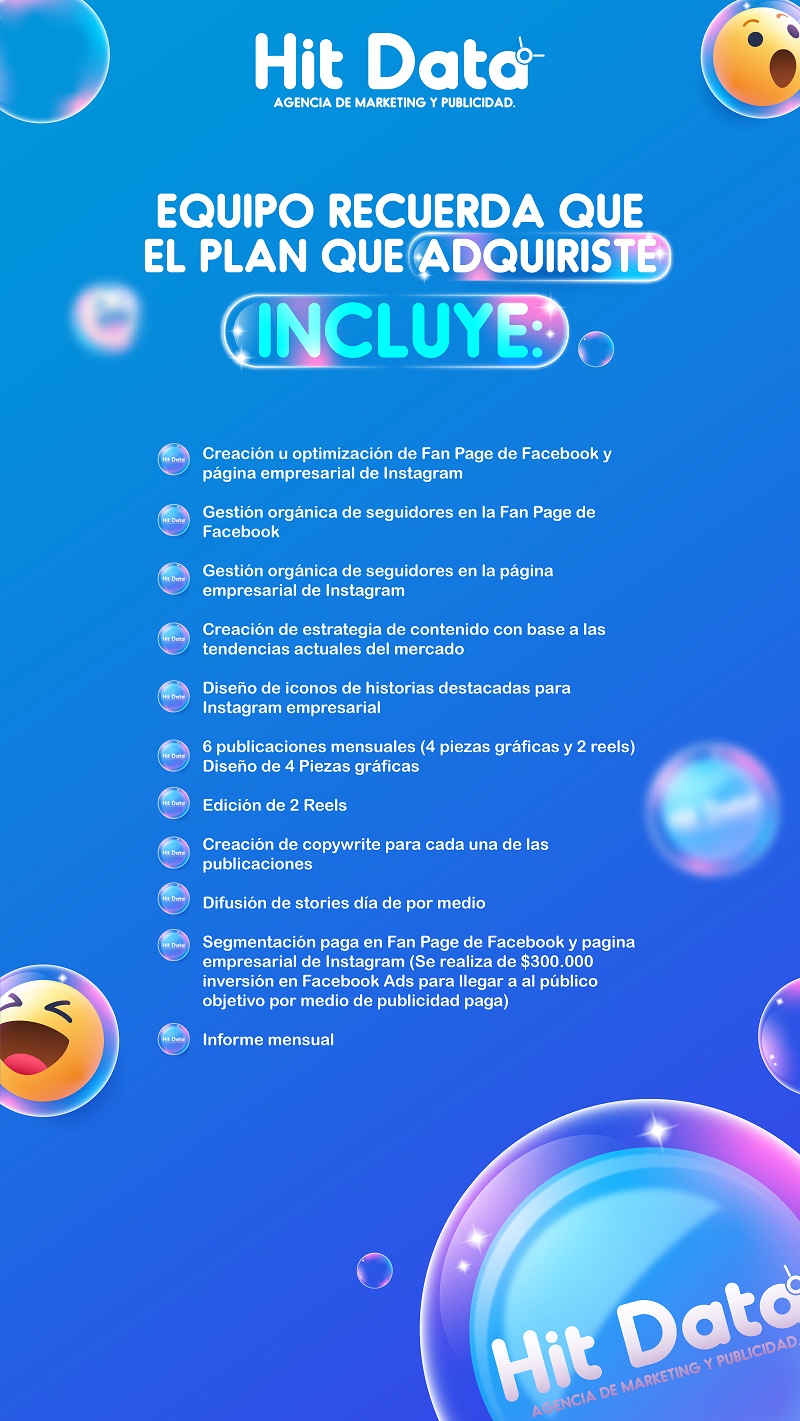 Hit Data
AGENCIA DE MARKETING Y PUBLICIDAD.
EQUIPO RECUERDA QUE
EL PLAN QUE ADQUIRISTE
INCLUYE:
Hit Data
Creación u optimización de Fan Page de Facebook y
página empresarial de Instagram
Hit Data
Gestión orgánica de seguidores en la Fan Page de
Facebook
Hit Data
Gestión orgánica de seguidores en la página
empresarial de Instagram
Hit Data
Creación de estrategia de contenido con base a las
tendencias actuales del mercado
Hit Data
Diseño de iconos de historias destacadas para
Instagram empresarial
Hit Data
6 publicaciones mensuales (4 piezas gráficas y 2 reels)
Diseño de 4 Piezas gráficas
Hit Data
Edición de 2 Reels
Hit Data
Creación de copywrite para cada una de las
publicaciones
Hit Data
Difusión de stories día de por medio
Hit Data
Segmentación paga en Fan Page de Facebook y pagina
empresarial de Instagram (Se realiza de $300.000
inversión en Facebook Ads para llegar a al público
objetivo por medio de publicidad paga)
Hit Data
Informe mensual
Hit Data
Hit Data
AGENCIA DE MARKETING Y PUBLICIDAD.